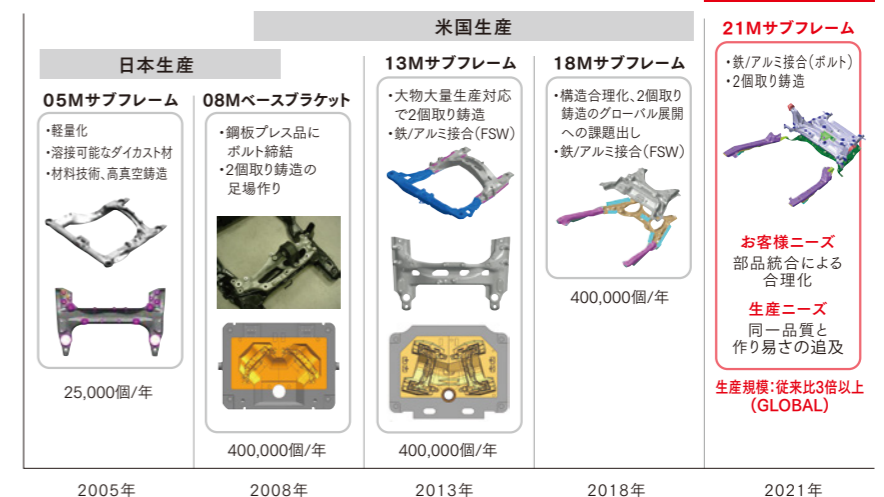 米国生産
日本生産
05Mサブフレーム
・軽量化
・溶接可能なダイカスト材
・材料技術、高真空鋳造
25,000個/年
08Mベースブラケット
・鋼板プレス品に
ボルト締結
・2個取り鋳造の
足場作り
400,000個/年
13Mサブフレーム
・大物大量生産対応
で2個取り鋳造
・鉄/アルミ接合(FSW)
400,000個/年
18Mサブフレーム
・構造合理化、2個取り
鋳造のグローバル展開
への課題出し
・鉄/アルミ接合(FSW)
400,000個/年
21Mサブフレーム
・鉄/アルミ接合(ボルト)
・2個取り鋳造
お客様ニーズ
部品統合による
合理化
生産ニーズ
同一品質と
作り易さの追及
生産規模:従来比3倍以上
(GLOBAL)
2005年
2008年
2013年
2018年
2021年